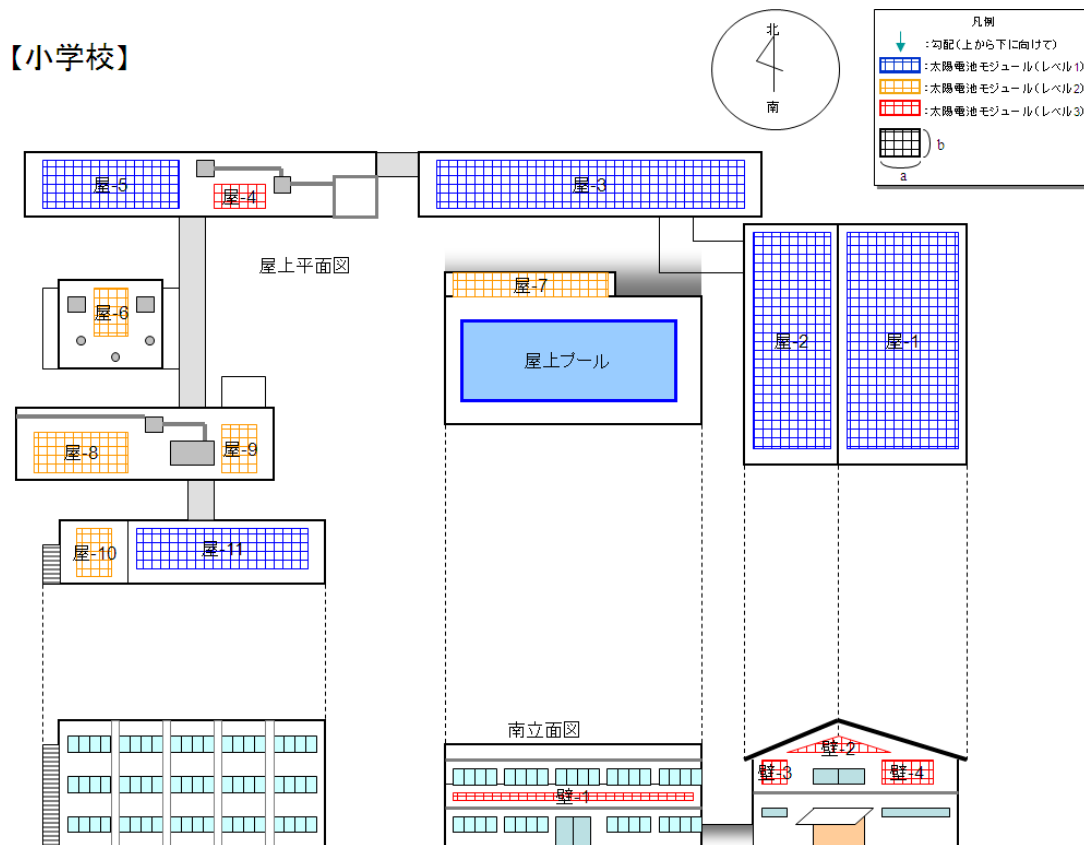 【小学校】
北
南
凡例
：勾配(上から下に向けて)
：太陽電池モジュール(レベル1)
：太陽電池モジュール(レベル2)
：太陽電池モジュール(レベル3)
b
a
屋-5
屋-4
屋-3
屋上平面図
屋-7
屋-6
屋-2
屋-1
屋上プール
屋-8
屋-9
屋-10
屋-11
南立面図
壁-2
壁-3
壁-4
壁-1